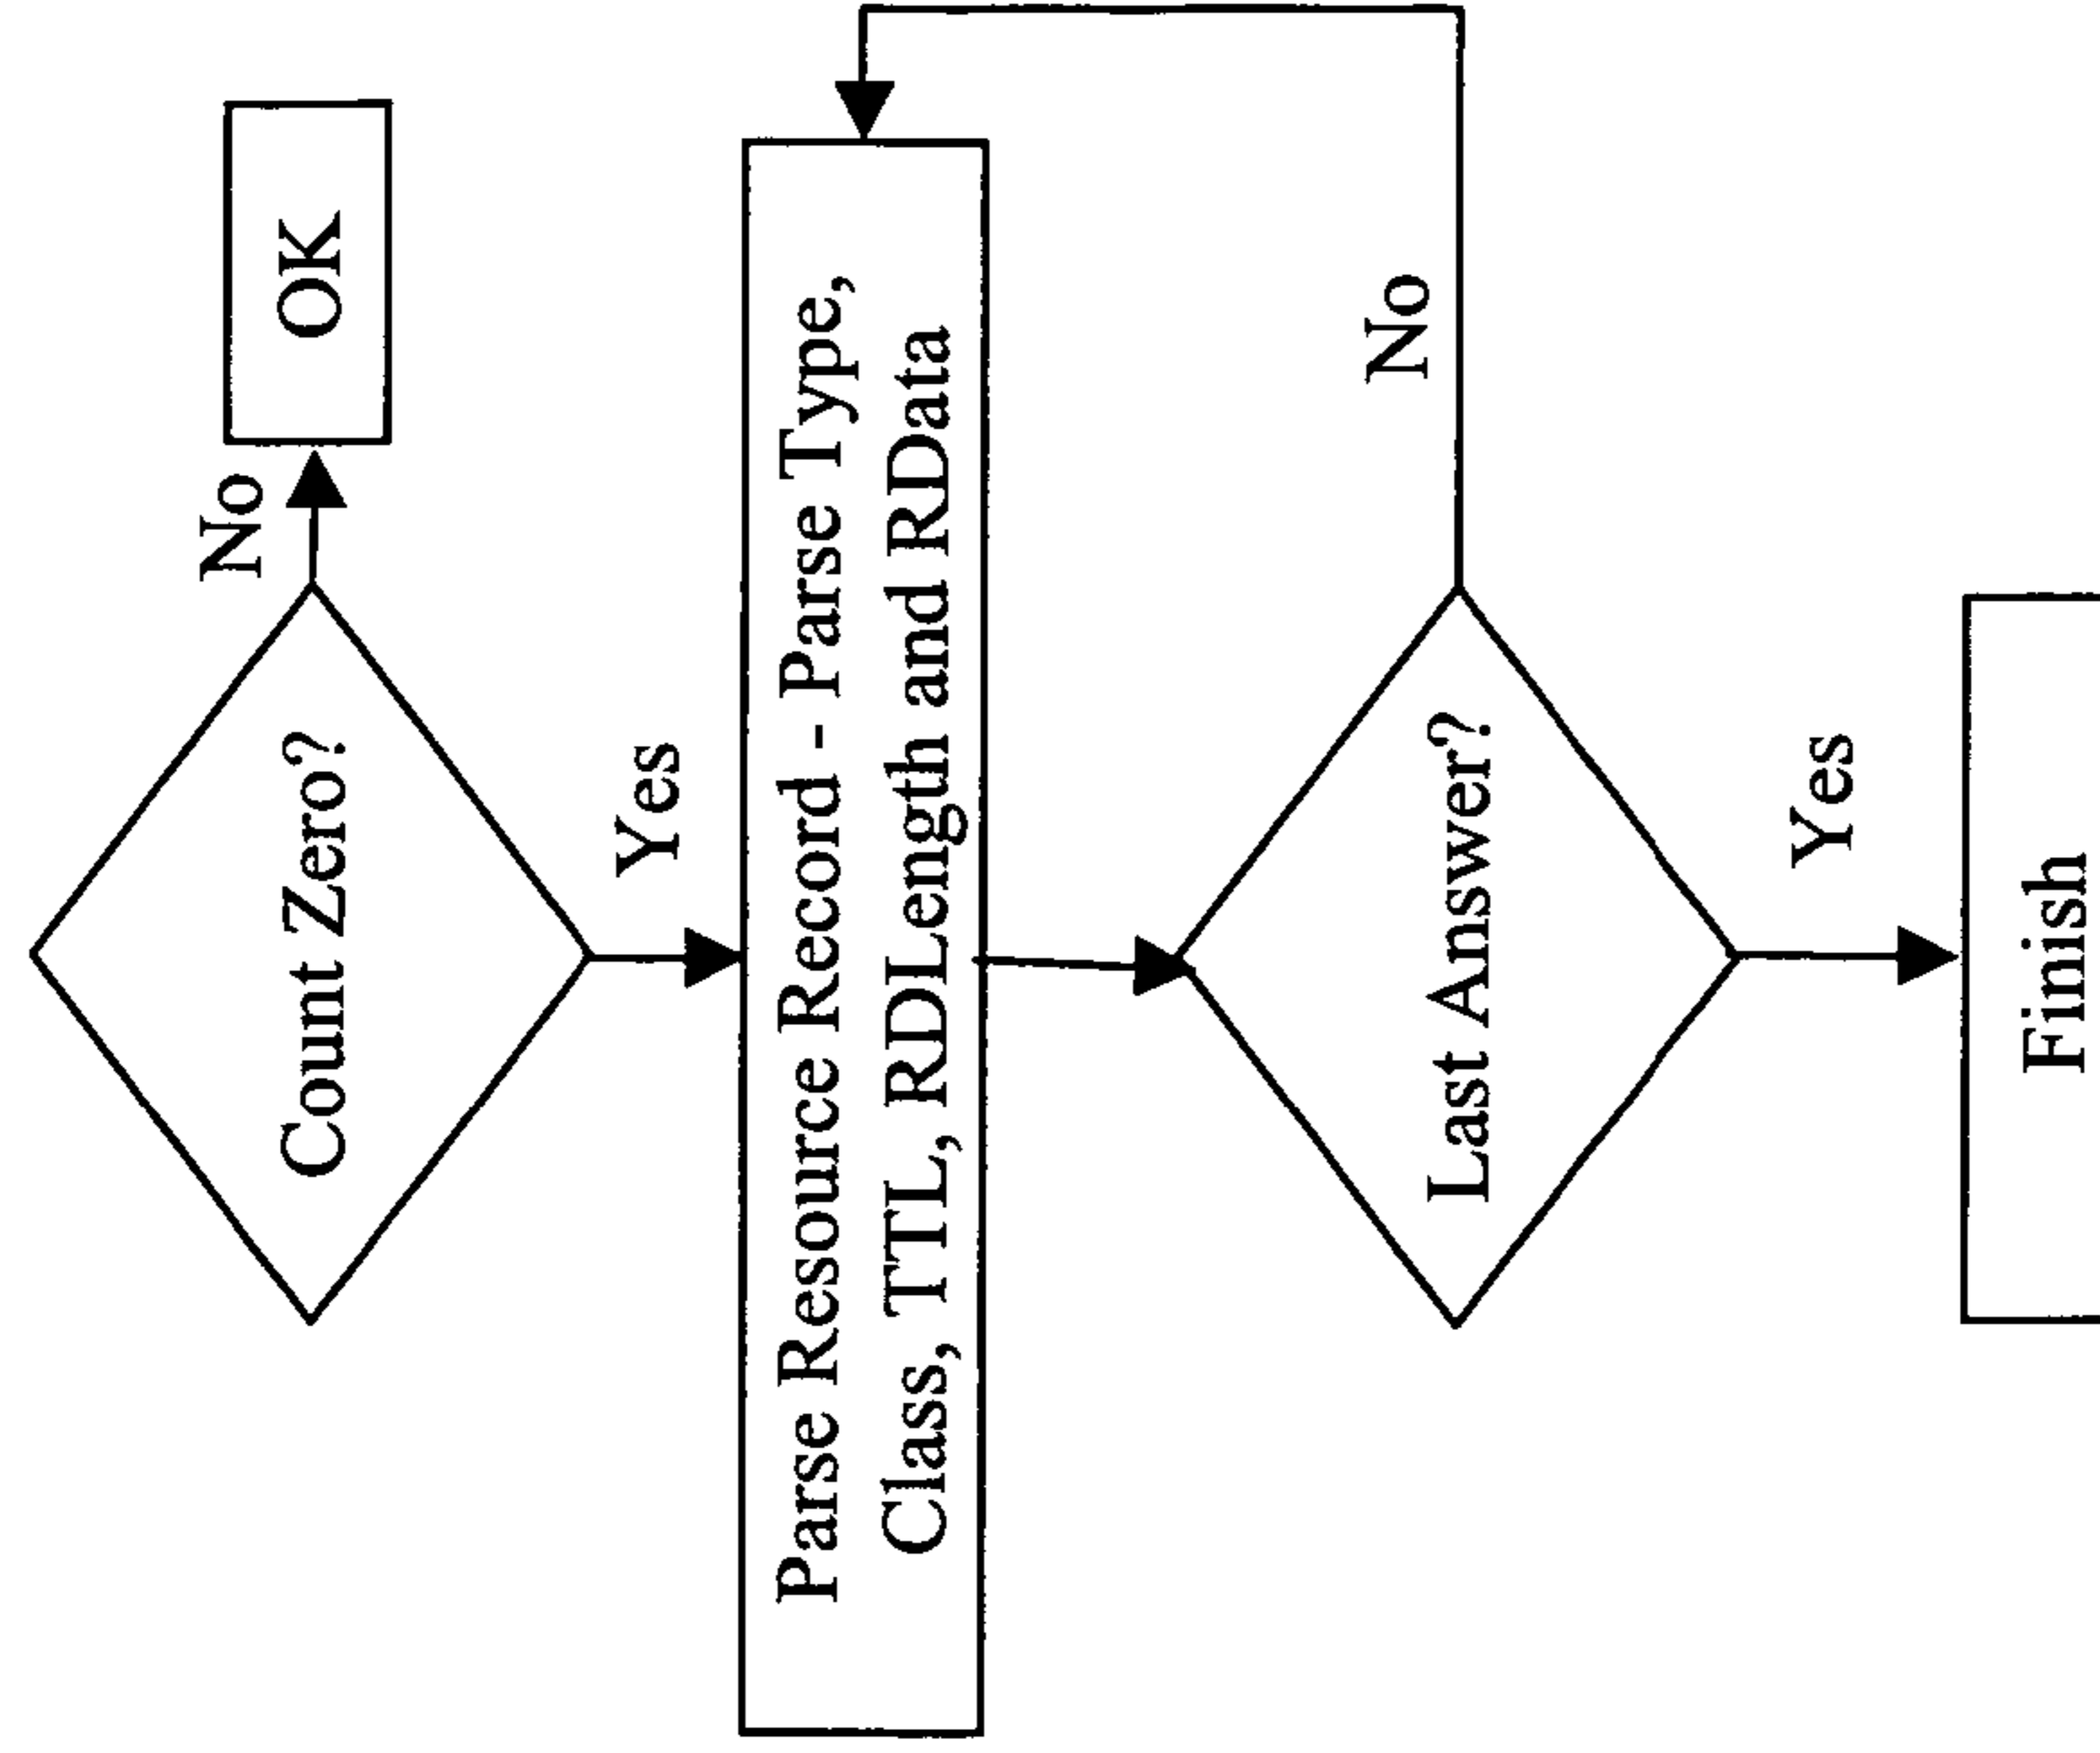 Count Zero?
No
OK
Yes
Parse Resource Record - Parse Type,
Class, TTL, RDLength and RData
Last Answer?
No
Yes
Finish